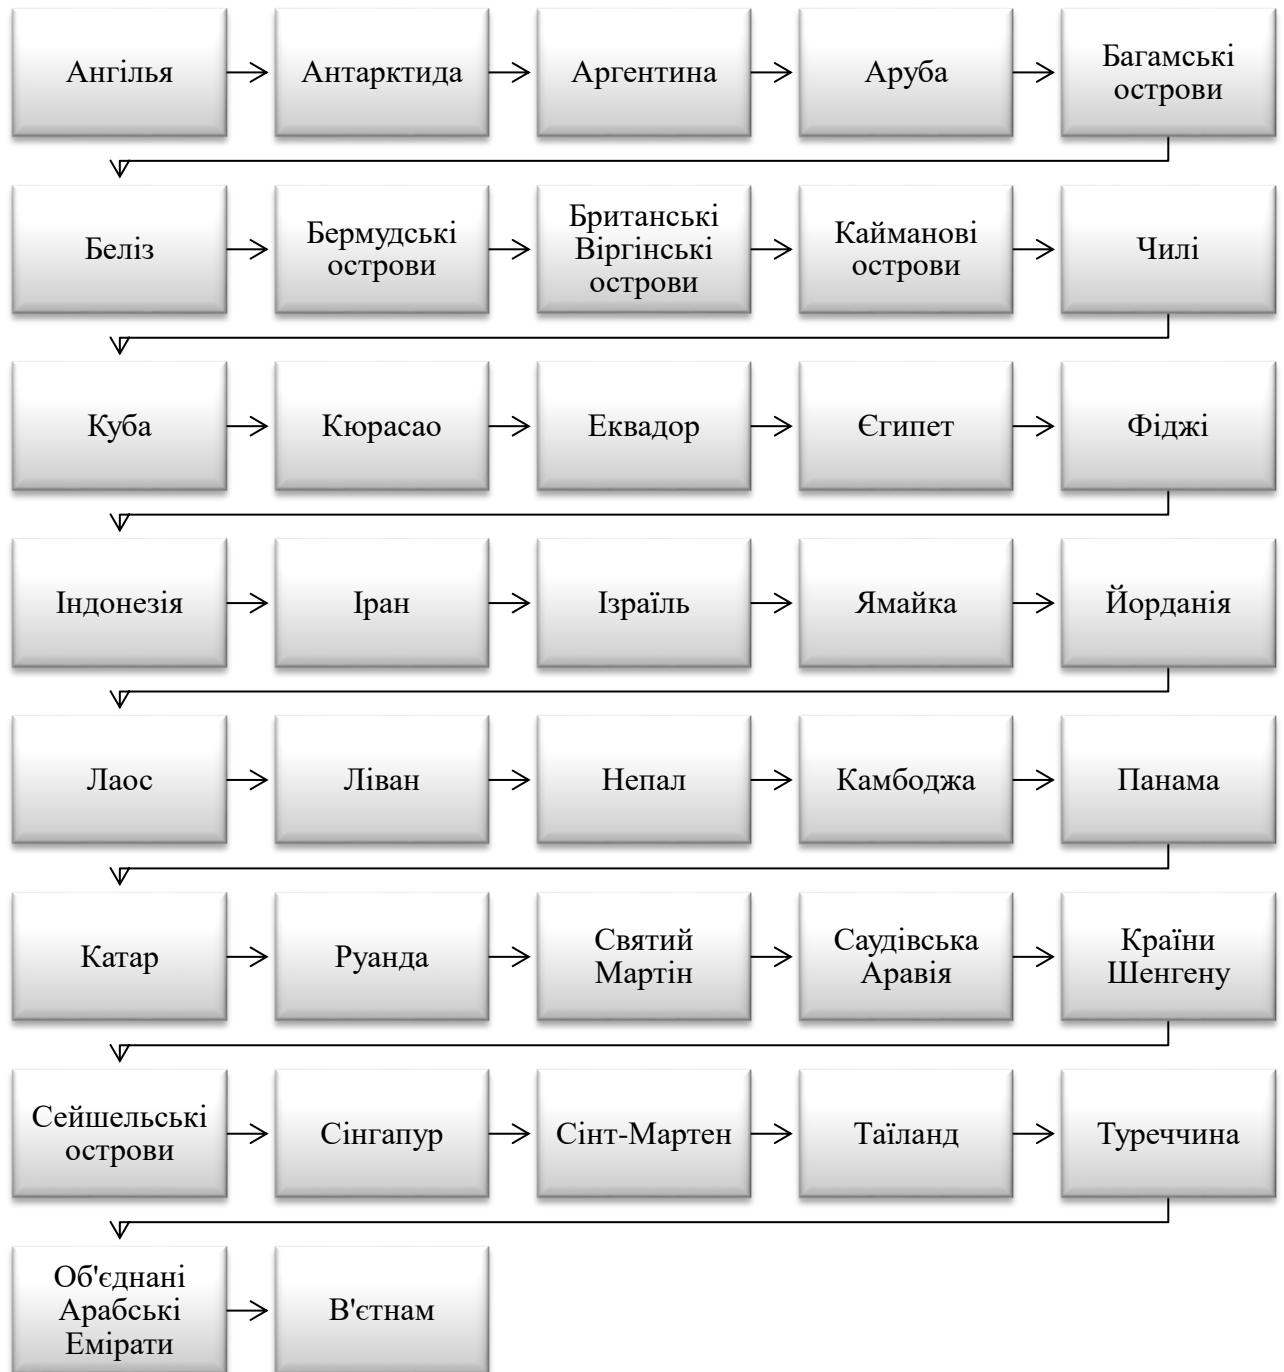 Ангілья
Антарктида
Аргентина
Аруба
Багамські
острови
Беліз
Бермудські
острови
Британські
Віргінські
острови
Кайманові
острови
Чилі
Куба
Кюрасао
Еквадор
Єгипет
Фіджі
Індонезія
Іран
Ізраїль
Ямайка
Йорданія
Лаос
Ліван
Непал
Камбоджа
Панама
Катар
Руанда
Святий
Мартін
Саудівська
Аравія
Країни
Шенгену
Сейшельські
острови
Сінгапур
Сінт-Мартен
Таїланд
Туреччина
Об'єднані
Арабські
Емірати
В'єтнам